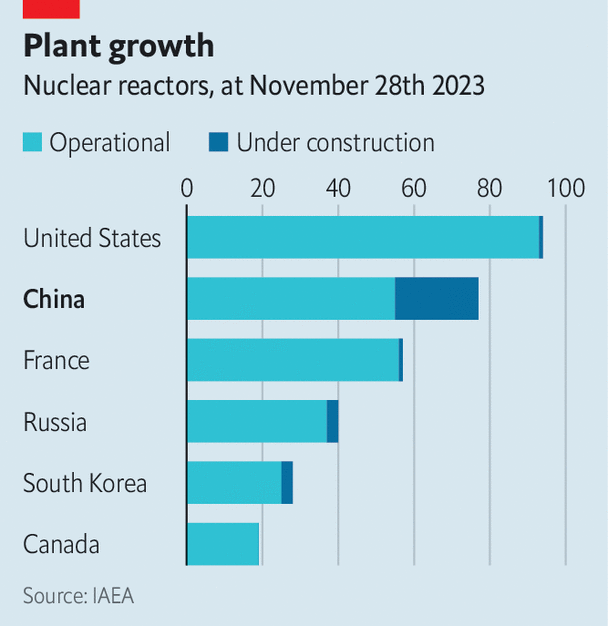 Plant growth
Nuclear reactors, at November 28th 2023
Operational Under construction
0 20 40 60 80 100
United States
China
France
Russia
South Korea
Canada
Source: IAEA